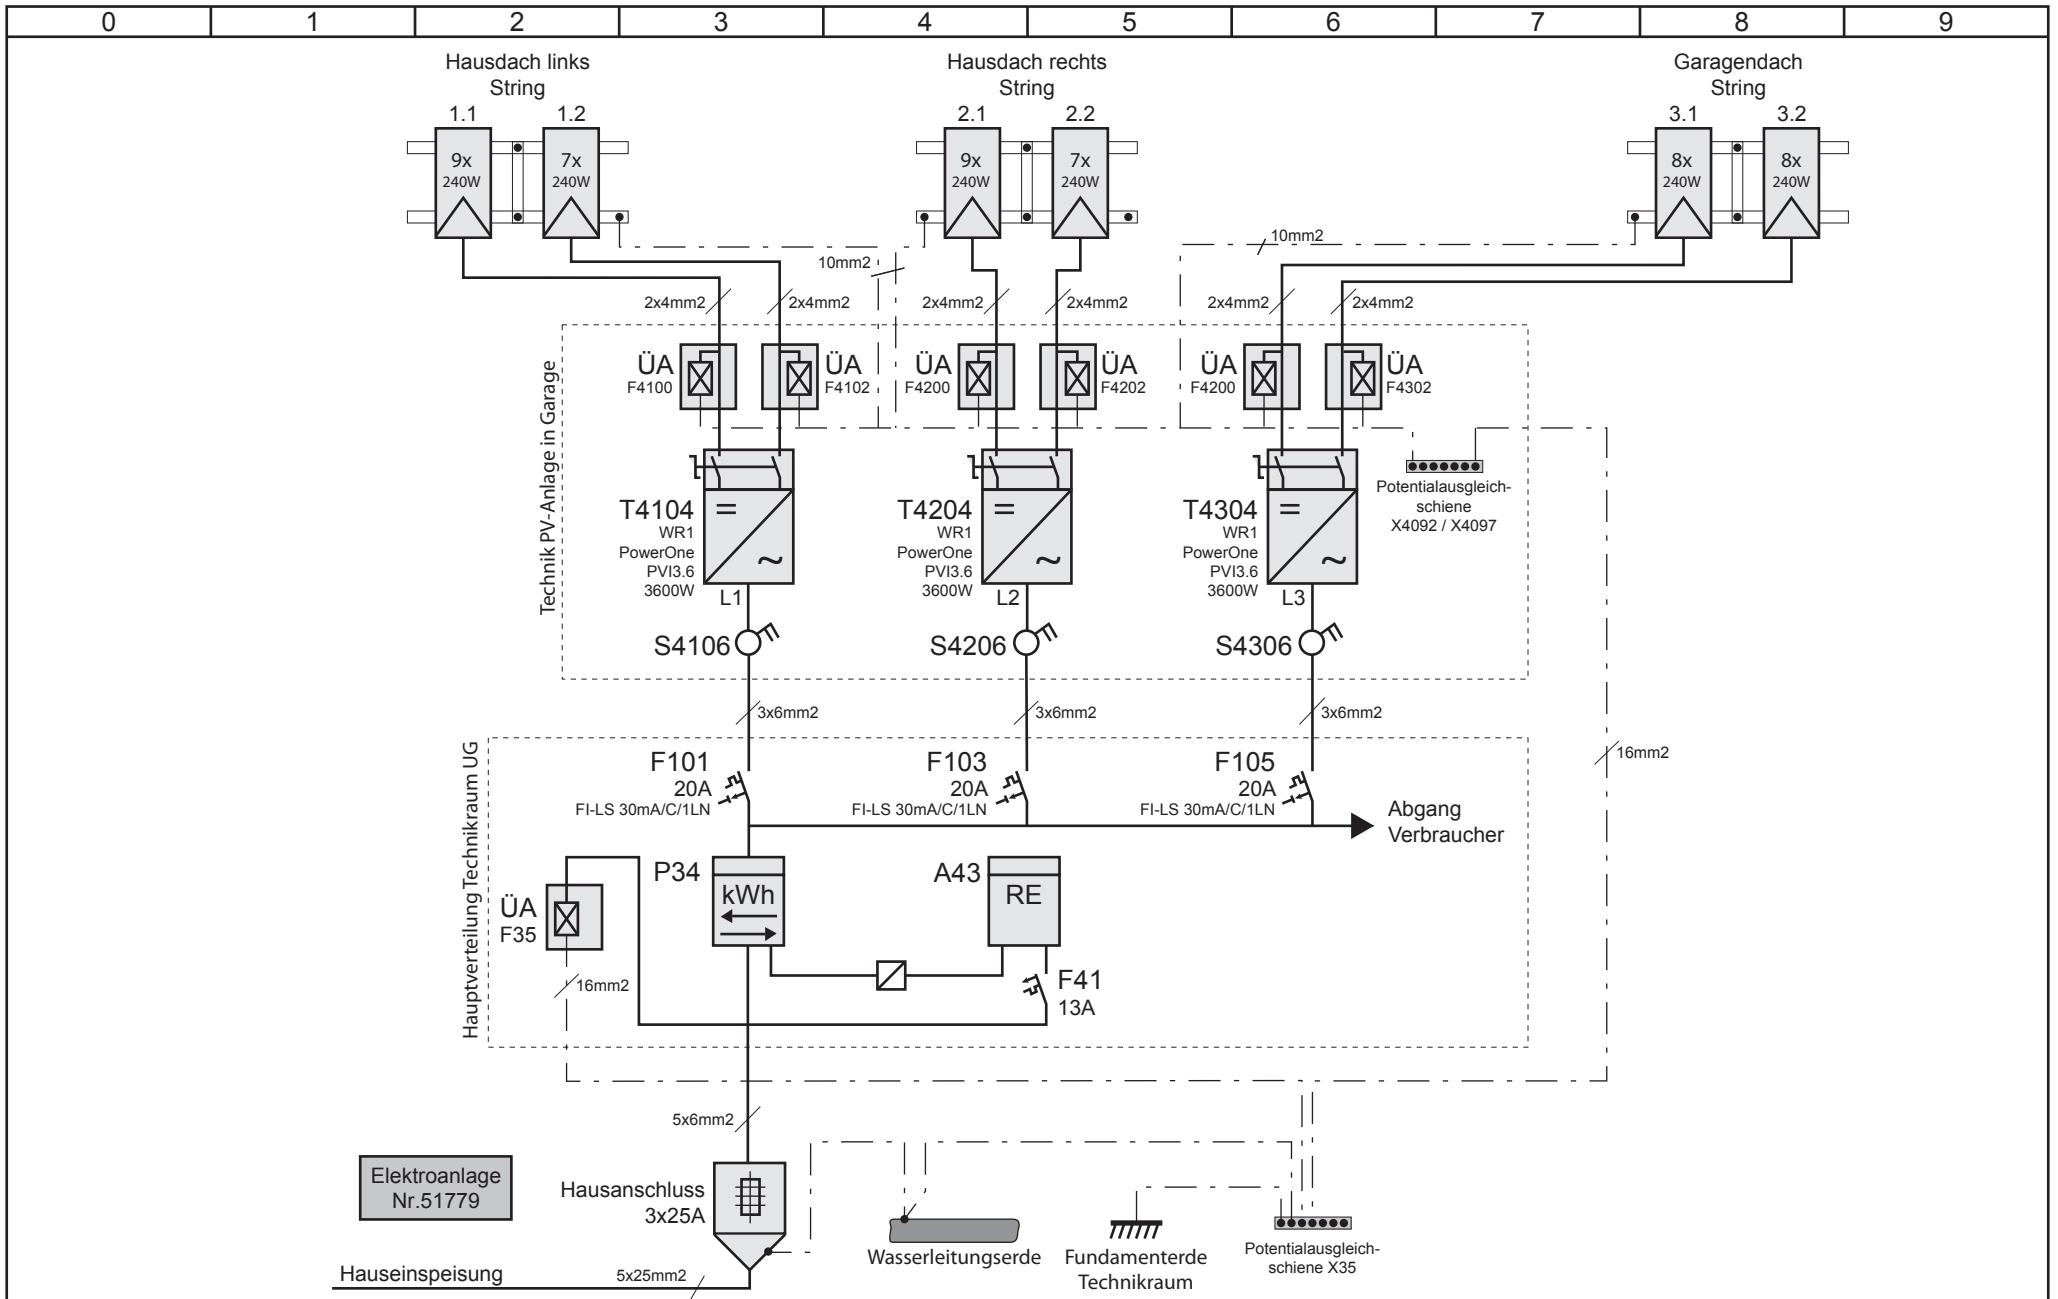 0 1 2 3 4 5 6 7 8 9
Hausdach links
String
1.1 1.2
Hausdach rechts
String
2.1 2.2
Garagendach
String
3.1 3.2
9x
240W
7x
240W
9x
240W
7x
240W
8x
240W
8x
240W
10mm2
10mm2
2x4mm2
2x4mm2
2x4mm2
2x4mm2
2x4mm2
2x4mm2
Technik PV-Anlage in Garage
ÜA
F4100
ÜA
F4102
ÜA
F4200
ÜA
F4202
ÜA
F4200
ÜA
F4302
T4104
WR1
PowerOne
PVI3.6
3600W
=
~
L1
T4204
WR1
PowerOne
PVI3.6
3600W
=
~
L2
T4304
WR1
PowerOne
PVI3.6
3600W
=
~
L3
Potentialausgleich-
schiene
X4092 / X4097
S4106
S4206
S4306
3x6mm2
3x6mm2
3x6mm2
16mm2
Hauptverteilung Technikraum UG
F101
20A
FI-LS 30mA/C/1LN
F103
20A
FI-LS 30mA/C/1LN
F105
20A
FI-LS 30mA/C/1LN
Abgang
Verbraucher
ÜA
F35
P34
kWh
A43
RE
16mm2
F41
13A
5x6mm2
Elektroanlage
Nr.51779
Hausanschluss
3x25A
Wasserleitungserde
Fundamenterde
Technikraum
Potentialausgleich-
schiene X35
Hauseinspeisung
5x25mm2